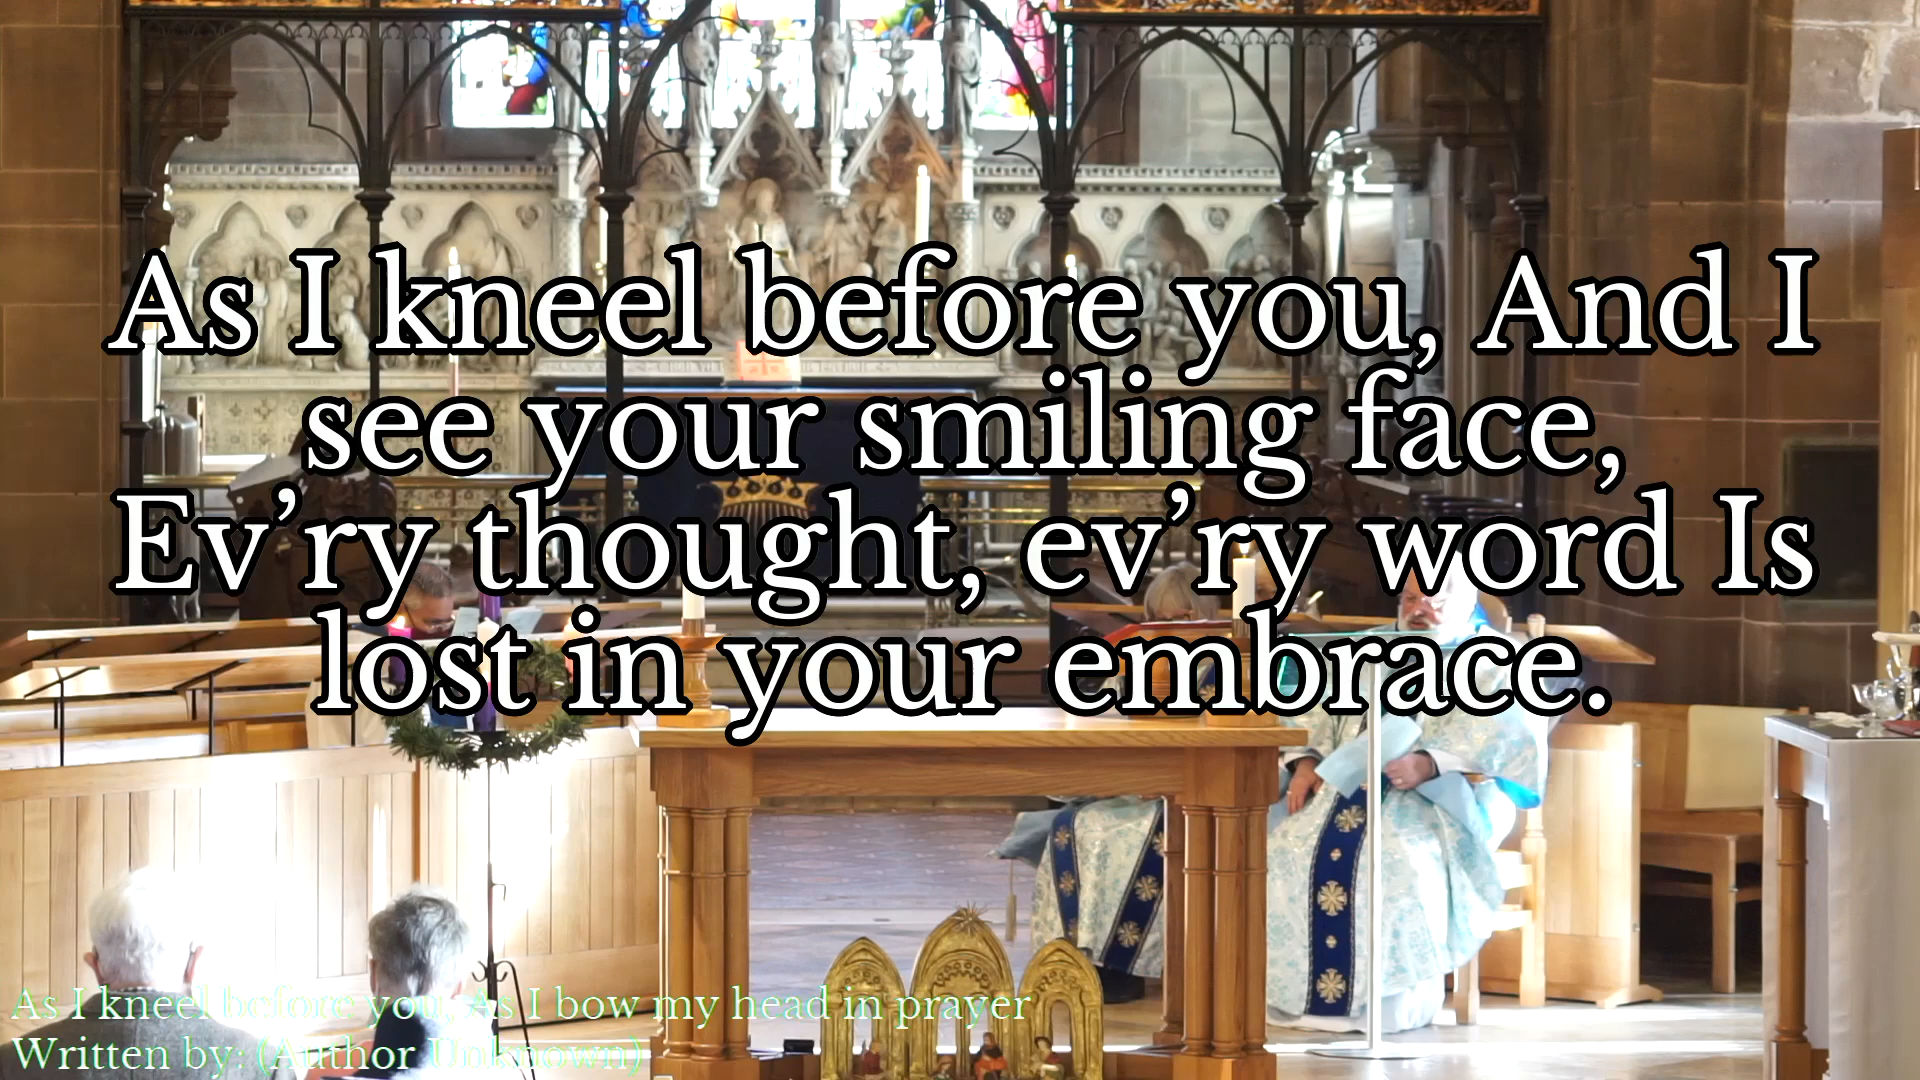 As I kneel before you, And I
see your smiling face,
Ev’ry thought, ev’ry word Is
lost in your embrace.
As I kneel before you, As I bow my head in prayer
Written by: (Author Unknown)